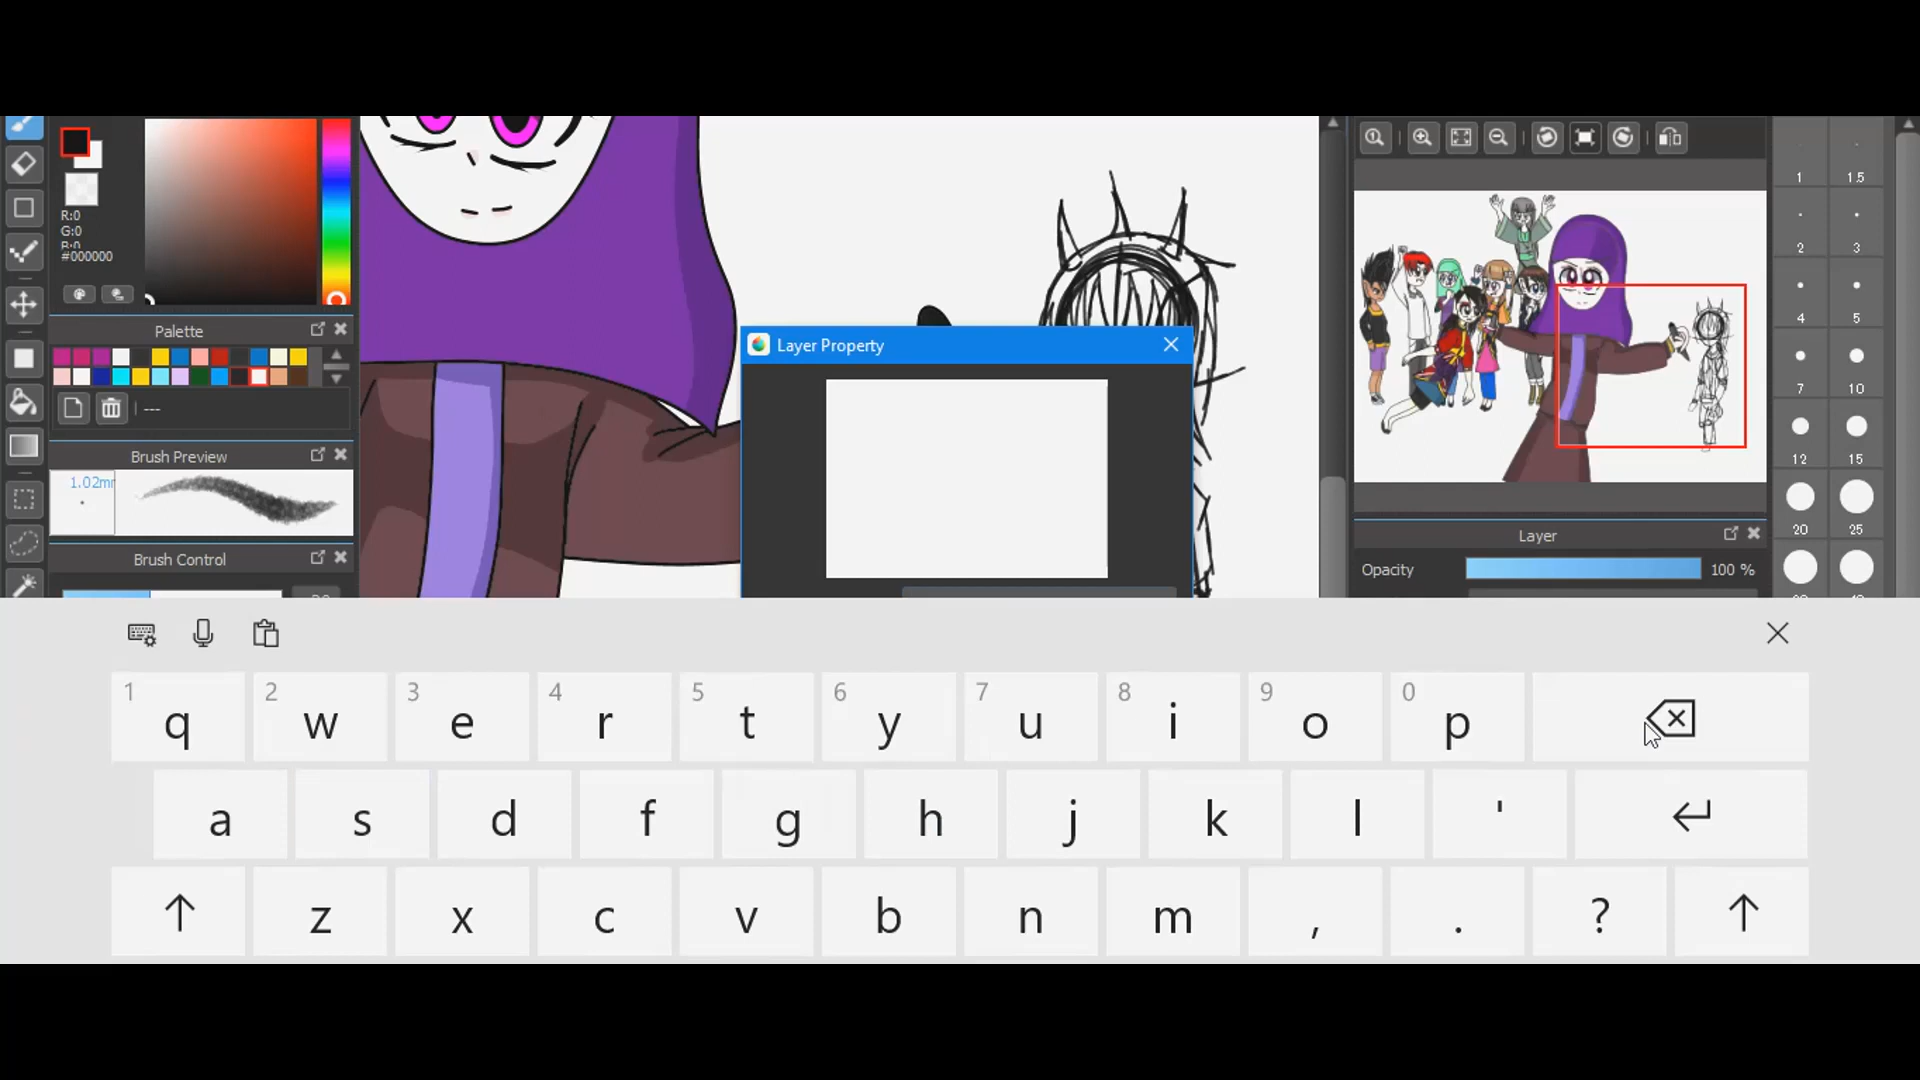 R:0
G:0
B:0
#000000
Palette
---
Brush Preview
1.02mm
Brush Control
Layer Property
Layer
Opacity
100 %
1 1.5
2 3
4 5
7 10
12 15
20 25
1 2 3 4 5 6 7 8 9 0
q w e r t y u i o p
a s d f g h j k l '
z x c v b n m , . ?